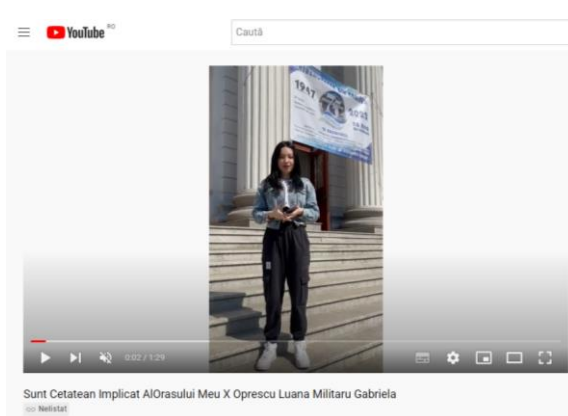 YouTube RO
Caută
1947
2022
0:02 / 1:29
Sunt Cetatean Implicat AlOrasului Meu X Oprescu Luana Militaru Gabriela
Nelistat